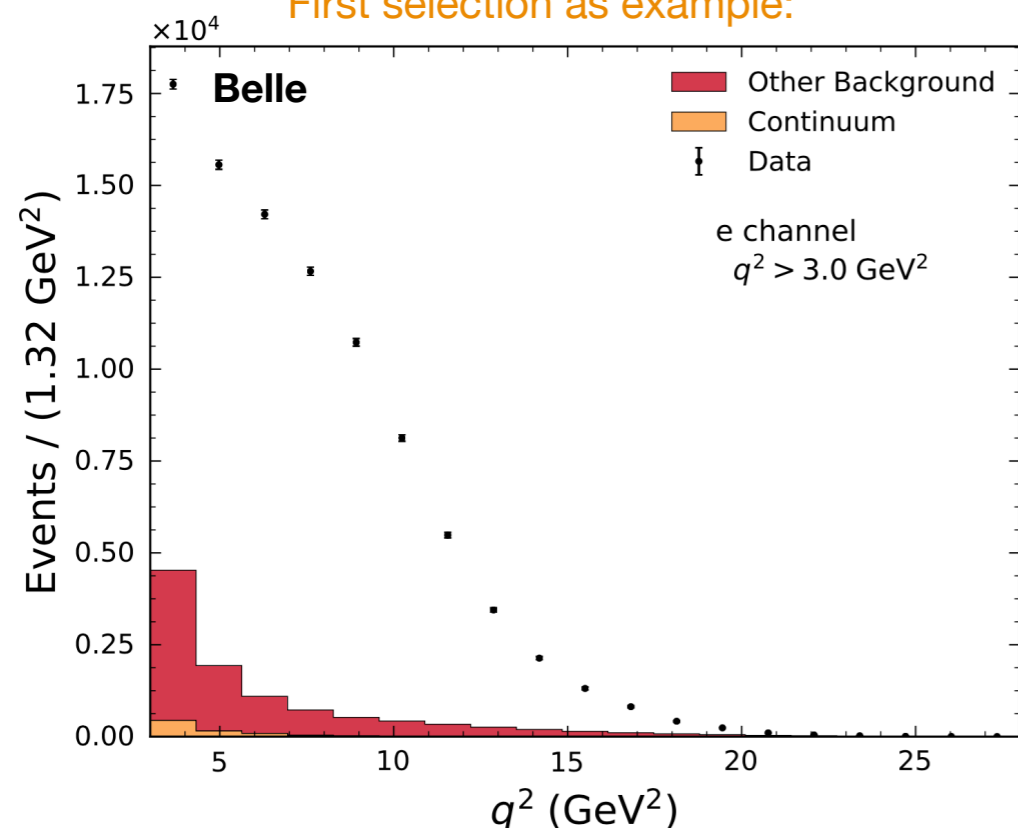 First selection as example:
×10⁴
Belle
Other Background
Continuum
Data
e channel
q² > 3.0 GeV²
1.75
1.50
1.25
1.00
0.75
0.50
0.25
0.00
Events / (1.32 GeV²)
5 10 15 20 25
q² (GeV²)